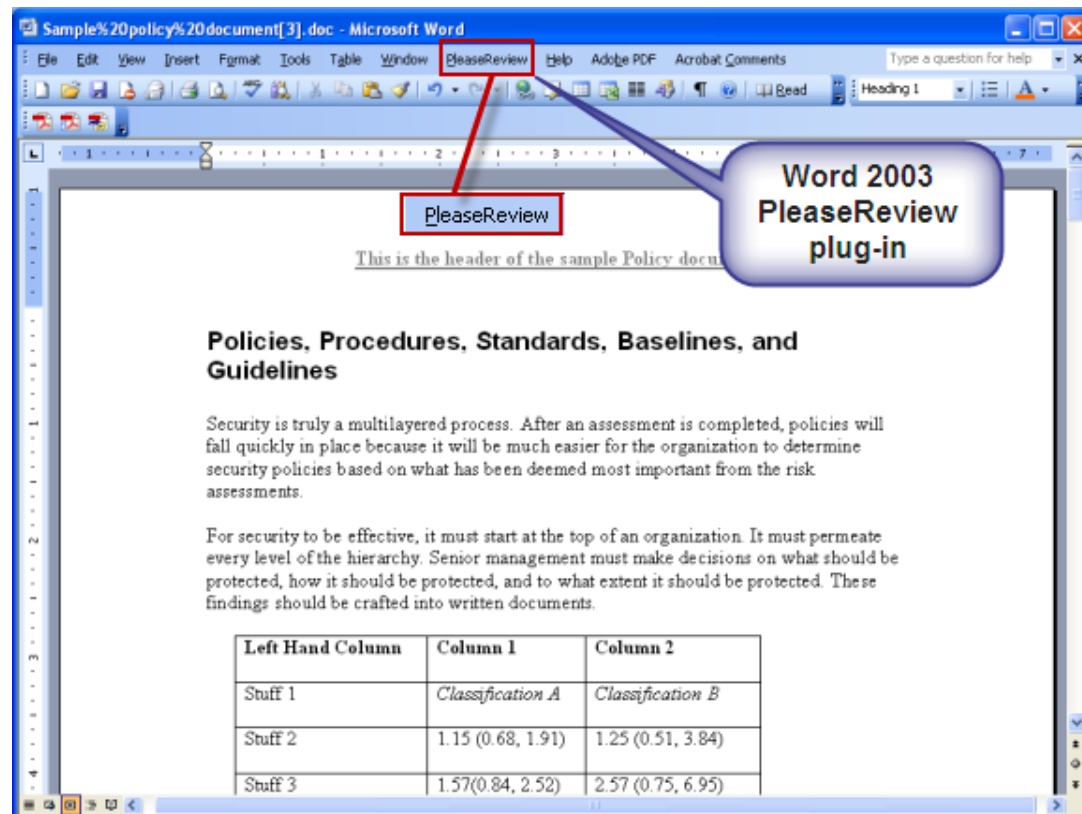 Sample%20policy%20document[3].doc - Microsoft Word
File Edit View Insert Format Tools Table Window PleaseReview Help Adobe PDF Acrobat Comments Type a question for help
Read Heading 1
1 1 2 3 7
PleaseReview
Word 2003
PleaseReview
plug-in
This is the header of the sample Policy
Policies, Procedures, Standards, Baselines, and
Guidelines
Security is truly a multilayered process. After an assessment is completed, policies will
fall quickly in place because it will be much easier for the organization to determine
security policies based on what has been deemed most important from the risk
assessments.
For security to be effective, it must start at the top of an organization. It must permeate
every level of the hierarchy. Senior management must make decisions on what should be
protected, how it should be protected, and to what extent it should be protected. These
findings should be crafted into written documents.
Left Hand Column Column 1 Column 2
Stuff 1 Classification A Classification B
Stuff 2 1.15 (0.68, 1.91) 1.25 (0.51, 3.84)
Stuff 3 1.57(0.84, 2.52) 2.57 (0.75, 6.95)